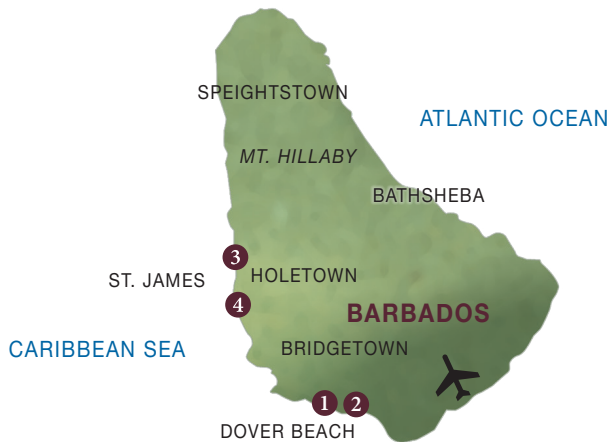 SPEIGHTSTOWN
ATLANTIC OCEAN
MT. HILLABY
BATHSHEBA
3
HOLETOWN
ST. JAMES
4
BARBADOS
CARIBBEAN SEA
BRIDGETOWN
1
2
DOVER BEACH